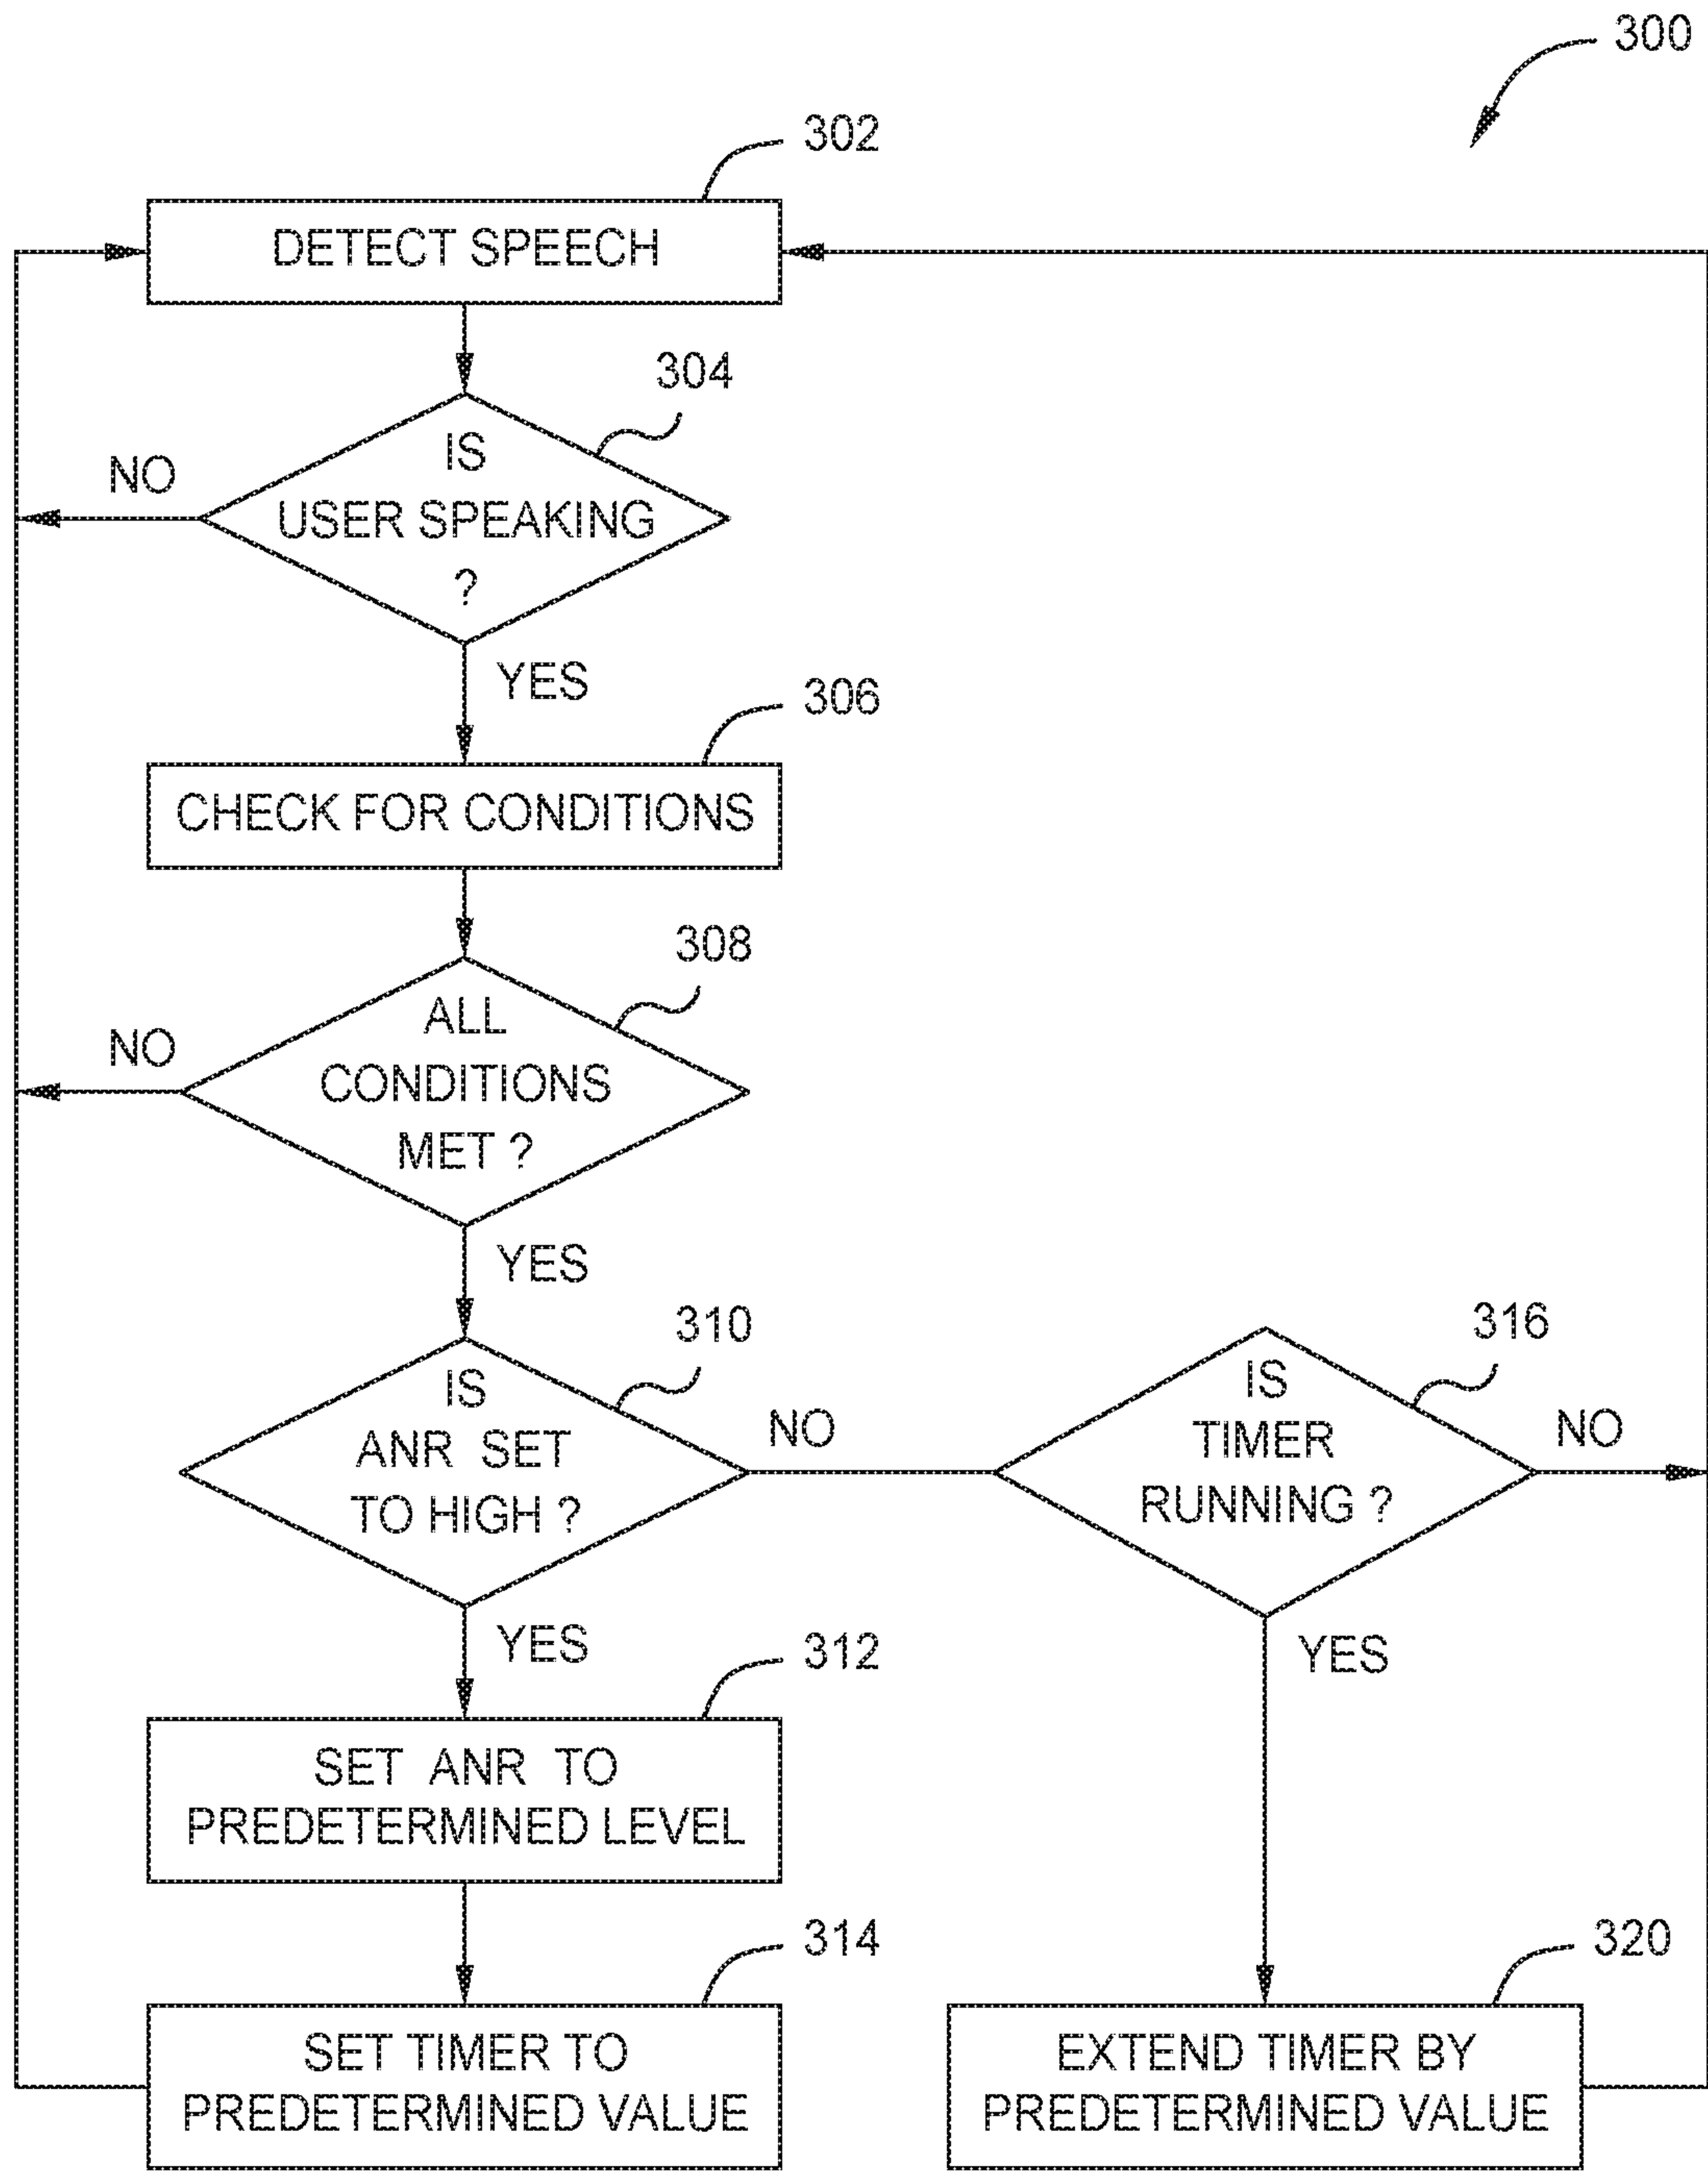 300
302
DETECT SPEECH
304
IS
USER SPEAKING
?
NO
YES
306
CHECK FOR CONDITIONS
308
ALL
CONDITIONS
MET ?
NO
YES
310
IS
ANR SET
TO HIGH ?
NO
316
IS
TIMER
RUNNING ?
NO
YES
YES
312
SET ANR TO
PREDETERMINED LEVEL
314
SET TIMER TO
PREDETERMINED VALUE
320
EXTEND TIMER BY
PREDETERMINED VALUE